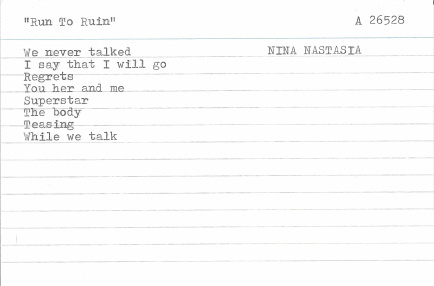 "Run To Ruin" A 26528
We never talked NINA NASTASIA
I say that I will go
Regrets
You her and me
Superstar
The body
Teasing
While we talk